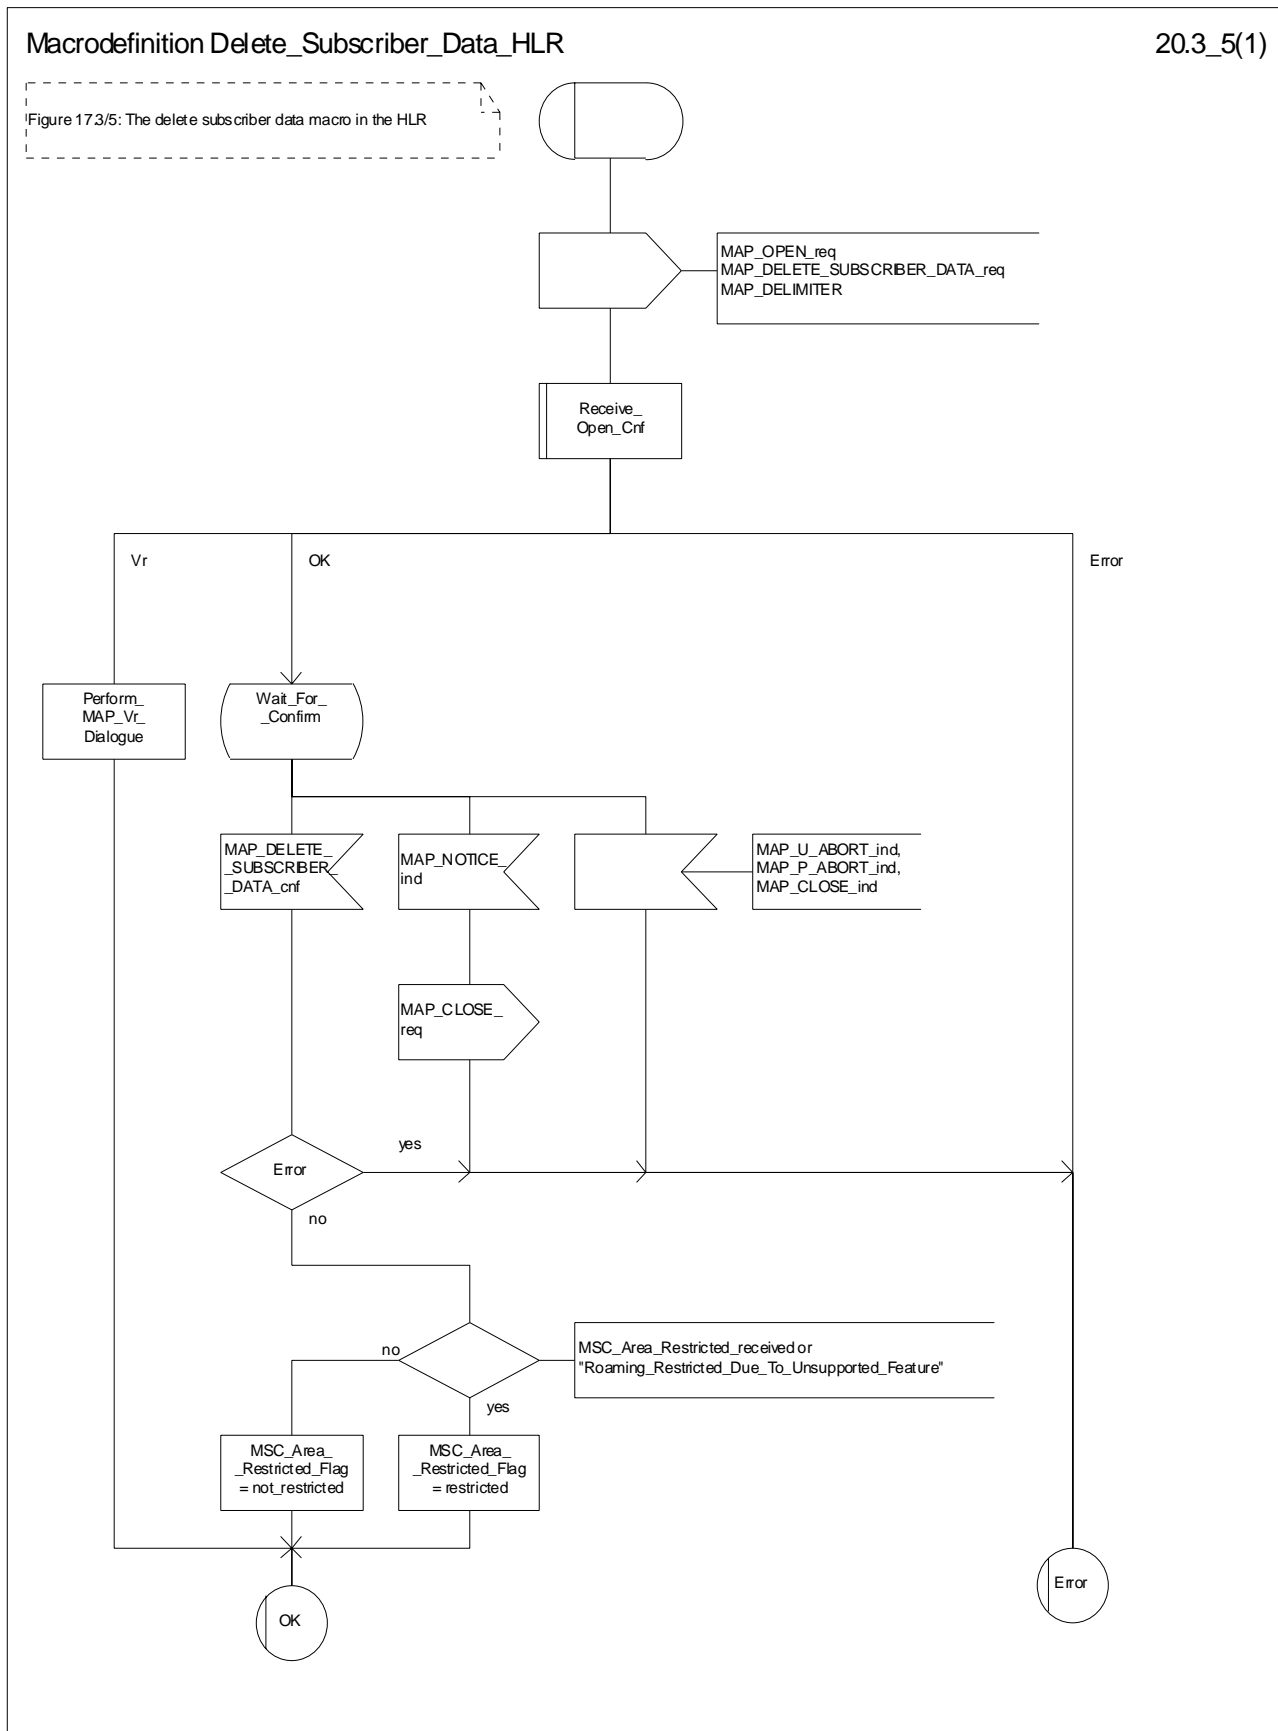 Macrodefinition Delete_Subscriber_Data_HLR
20.3_5(1)
Figure 17.3/5: The delete subscriber data macro in the HLR
MAP_OPEN_req
MAP_DELETE_SUBSCRIBER_DATA_req
MAP_DELIMITER
Receive_
Open_Cnf
Vr
OK
Error
Perform_
MAP_Vr_
Dialogue
Wait_For_
_Confirm
MAP_DELETE_
_SUBSCRIBER_
_DATA_cnf
MAP_NOTICE_
ind
MAP_U_ABORT_ind,
MAP_P_ABORT_ind,
MAP_CLOSE_ind
MAP_CLOSE_
req
Error
yes
no
no
MSC_Area_Restricted_received or
"Roaming_Restricted_Due_To_Unsupported_Feature"
yes
MSC_Area_
_Restricted_Flag
= not_restricted
MSC_Area_
_Restricted_Flag
= restricted
OK
Error